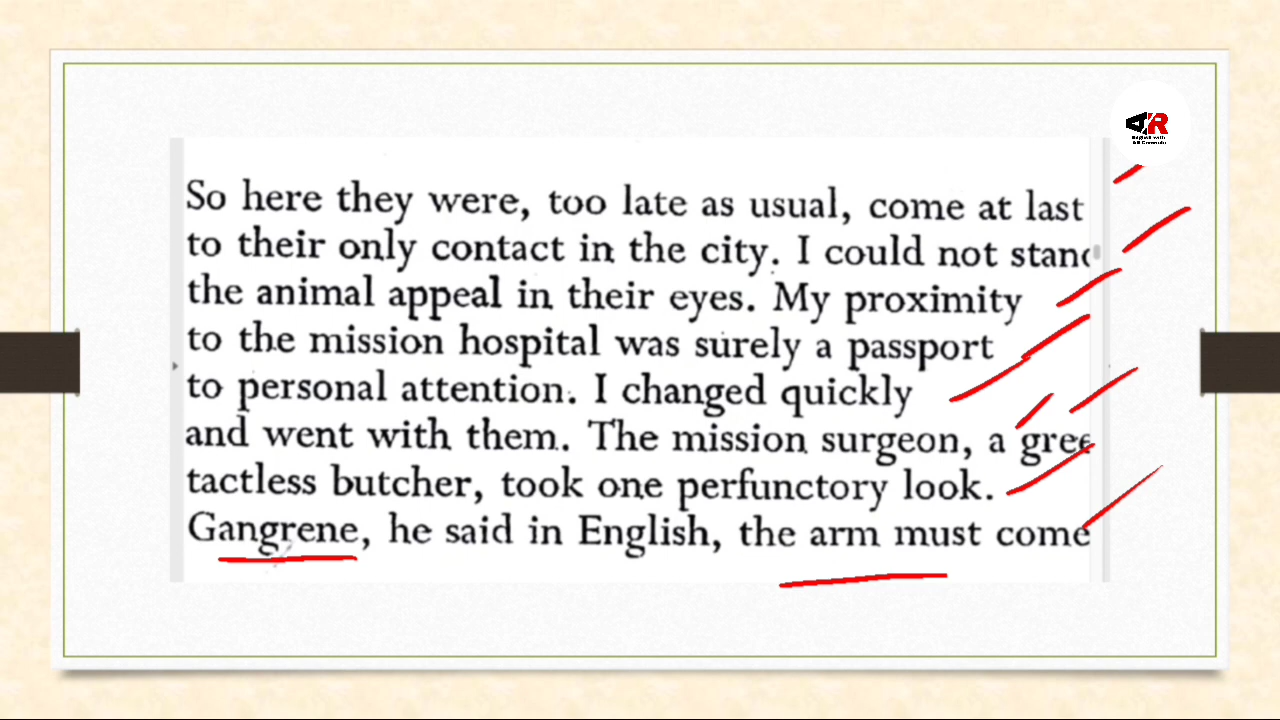 So here they were, too late as usual, come at last
to their only contact in the city. I could not stand
the animal appeal in their eyes. My proximity
to the mission hospital was surely a passport
to personal attention. I changed quickly
and went with them. The mission surgeon, a gree
tactless butcher, took one perfunctory look.
Gangrene, he said in English, the arm must come
AR